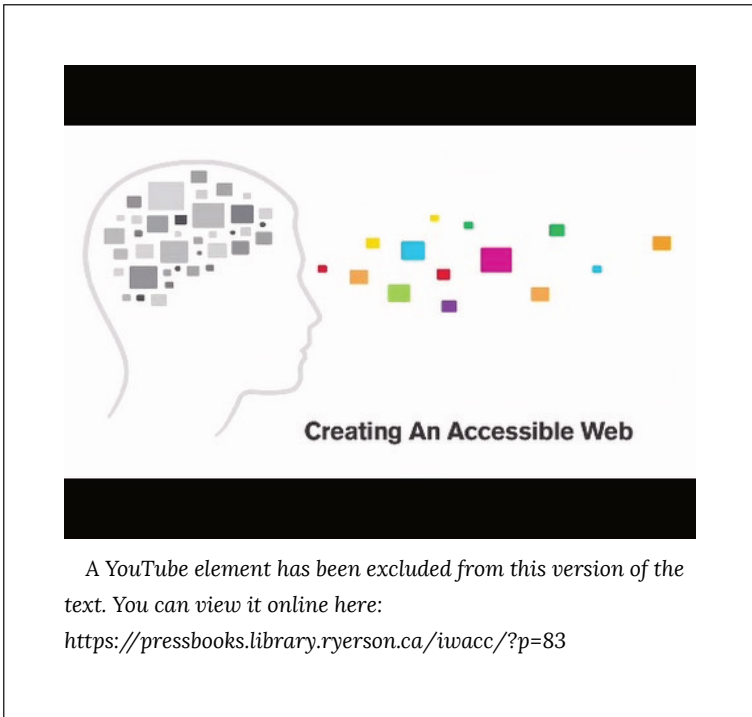 Creating An Accessible Web
A YouTube element has been excluded from this version of the
text. You can view it online here:
https://pressbooks.library.ryerson.ca/iwacc/?p=83